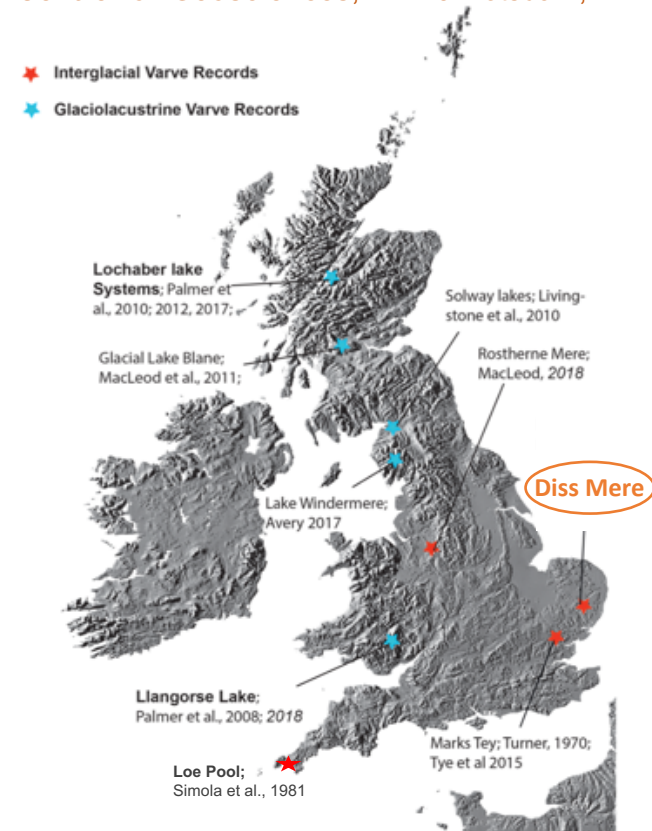 Interglacial Varve Records
Glaciolacustrine Varve Records
Lochaber lake
Systems; Palmer et
al., 2010; 2012, 2017;
Solway lakes; Living-
stone et al., 2010
Glacial Lake Blane;
MacLeod et al., 2011;
Rostherne Mere;
MacLeod, 2018
Diss Mere
Lake Windermere;
Avery 2017
Llangorse Lake;
Palmer et al., 2008; 2018
Marks Tey; Turner, 1970;
Tye et al 2015
Loe Pool;
Simola et al., 1981